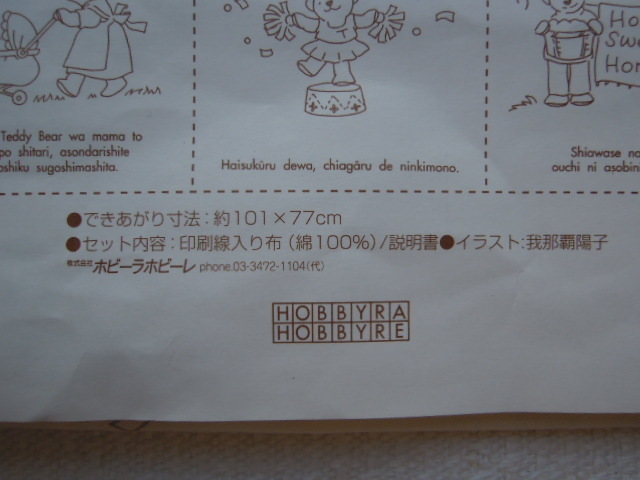 Ho
Swe
Hom
Teddy Bear wa mama to
po shitari, asondarishite
ashiku sugoshimashita.
Haisukūru dewa, chiagāru de ninkimono.
Shiawase na
ouchi ni asobin
●できあがり寸法：約101×77cm
●セット内容：印刷線入り布（綿100%）/説明書●イラスト:我那覇陽子
株式会社 ホビーラホビーレ phone.03-3472-1104（代）
HOBBYRA
HOBBYRE